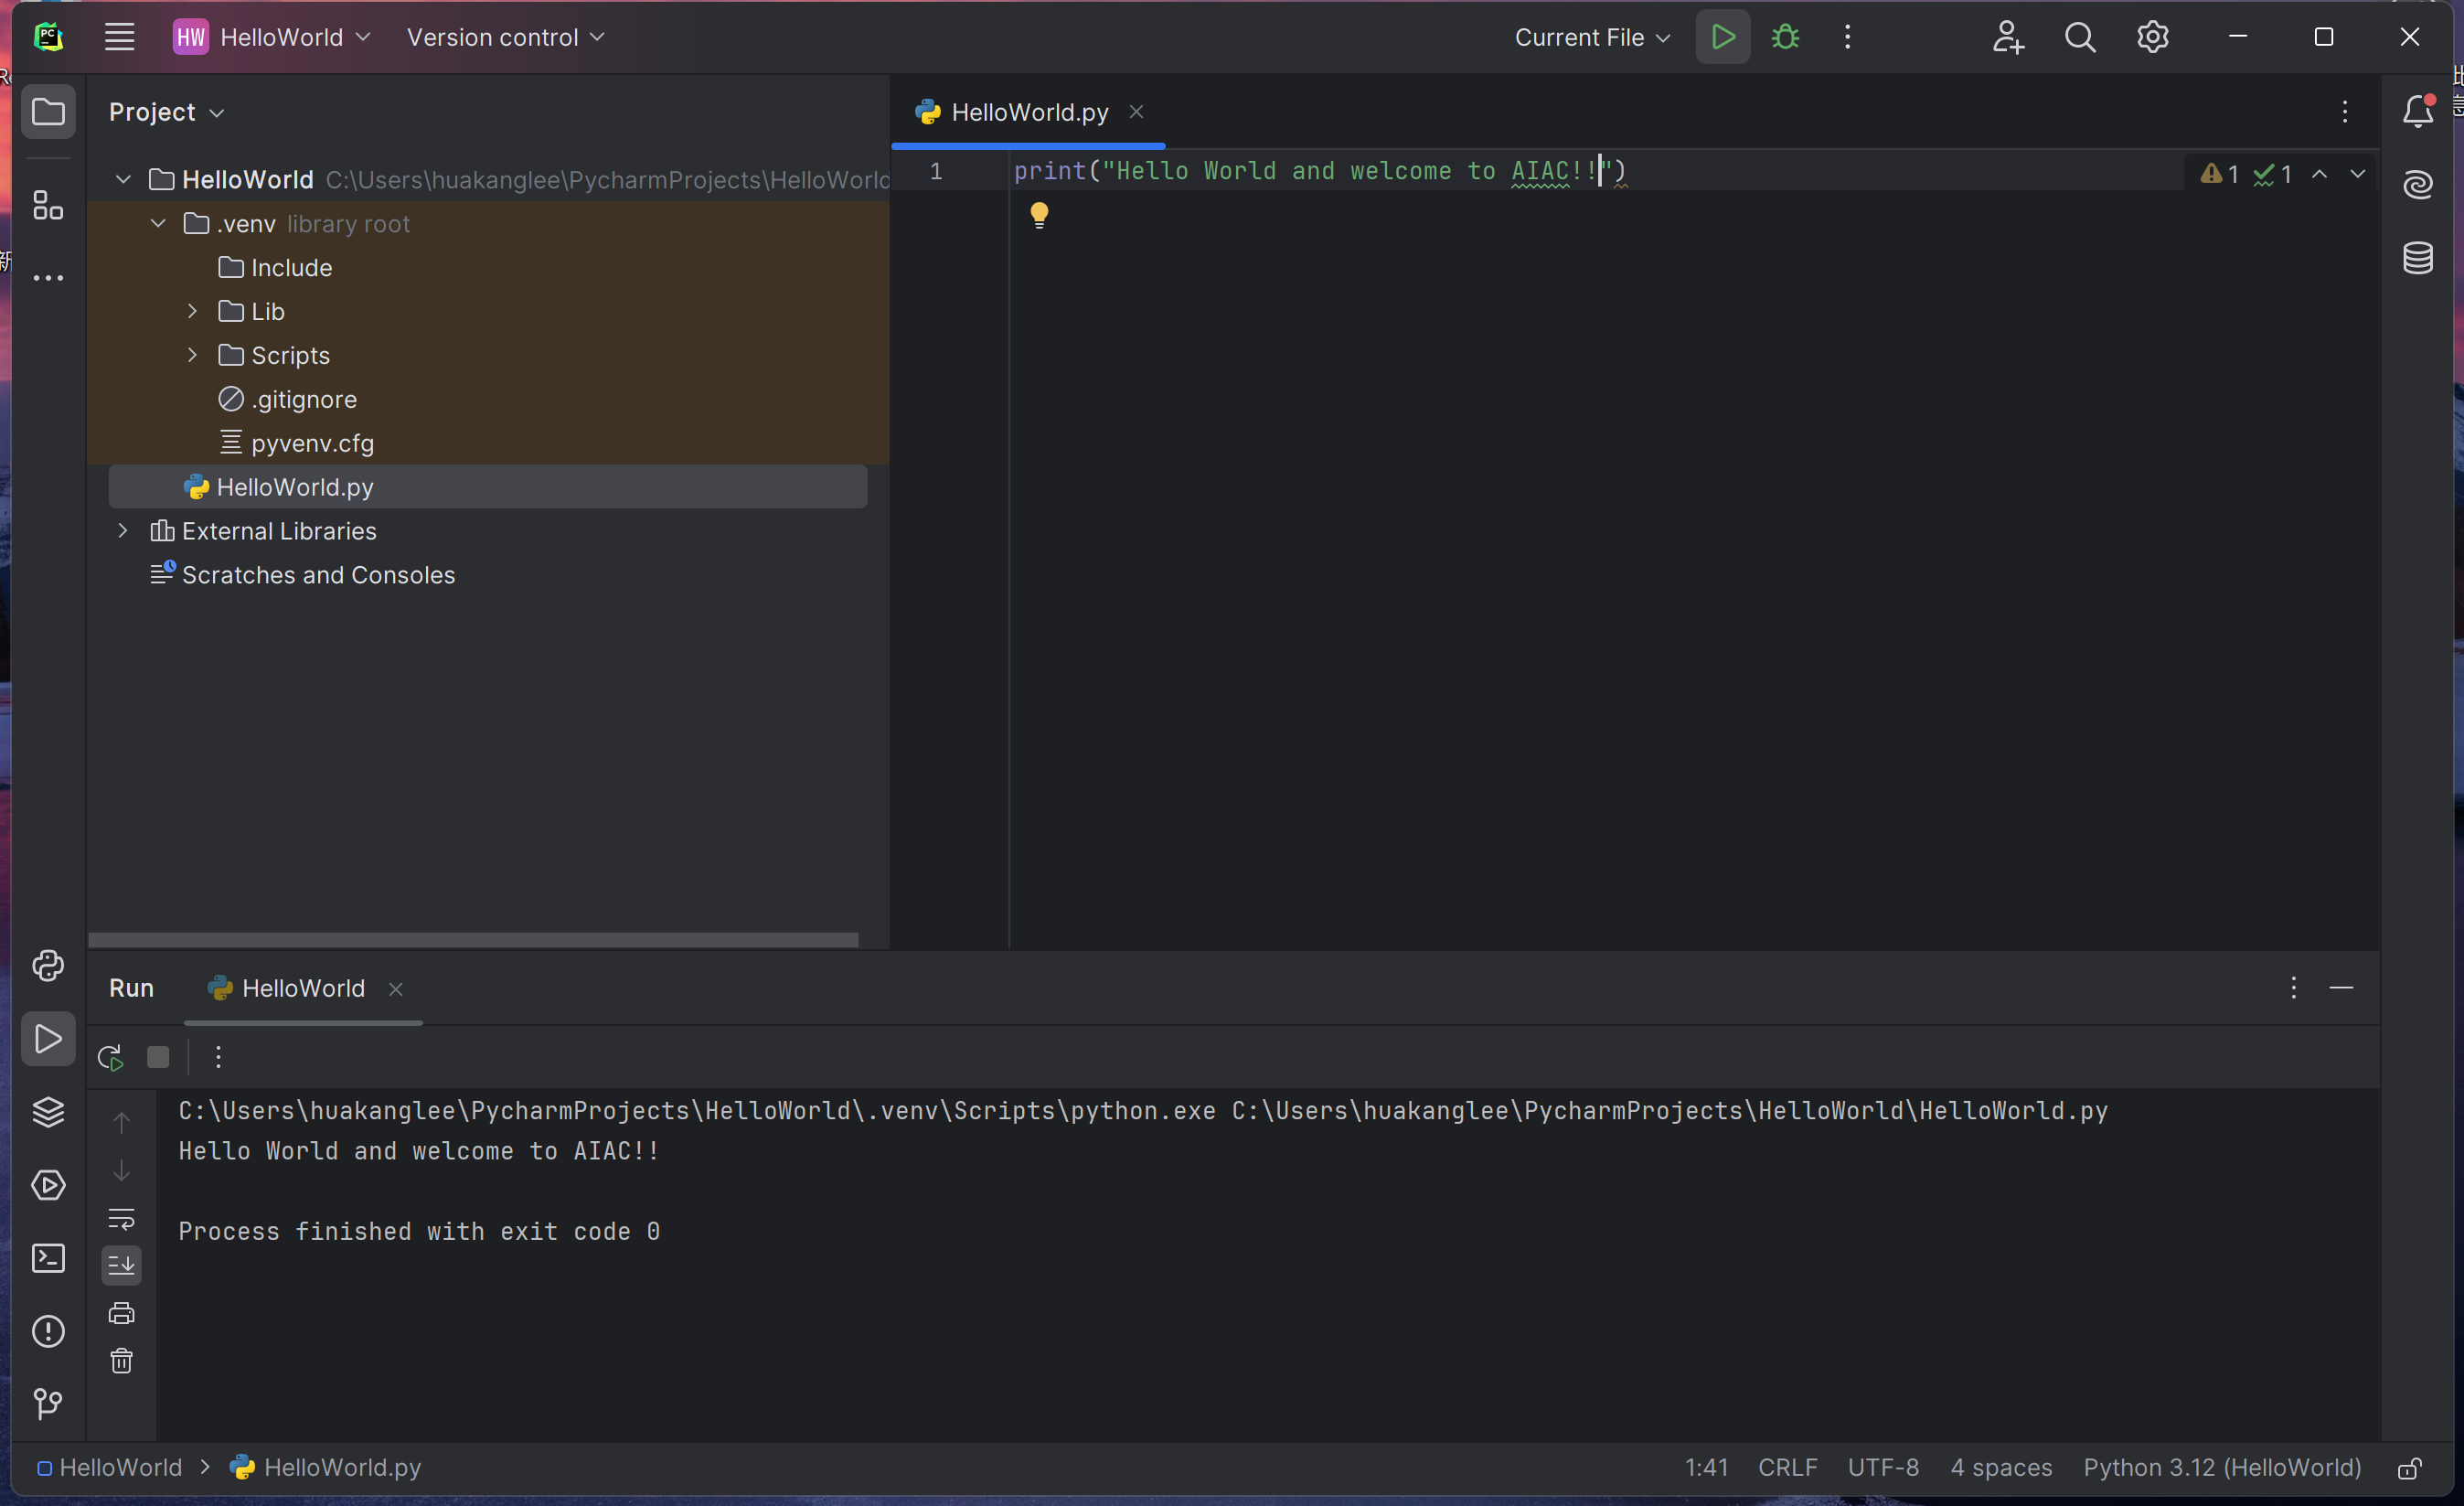 PC
HW HelloWorld Version control Current File
Project
HelloWorld.py
HelloWorld C:\Users\huakanglee\PycharmProjects\HelloWorld
1 print("Hello World and welcome to AIAC!!")
1 1
.venv library root
Include
Lib
Scripts
.gitignore
pyvenv.cfg
HelloWorld.py
External Libraries
Scratches and Consoles
Run HelloWorld
C:\Users\huakanglee\PycharmProjects\HelloWorld\.venv\Scripts\python.exe C:\Users\huakanglee\PycharmProjects\HelloWorld\HelloWorld.py
Hello World and welcome to AIAC!!
Process finished with exit code 0
HelloWorld > HelloWorld.py 1:41 CRLF UTF-8 4 spaces Python 3.12 (HelloWorld)